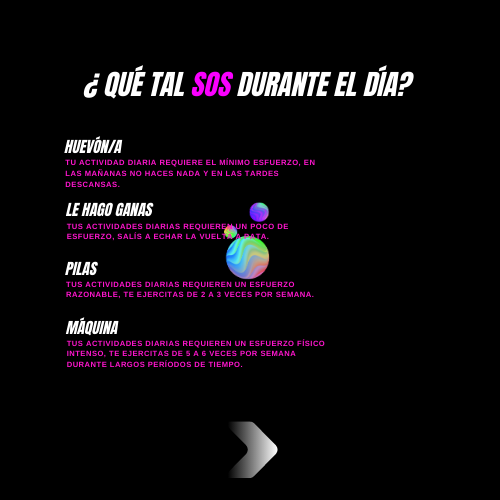 ¿ QUÉ TAL SOS DURANTE EL DÍA?
HUEVÓN/A
TU ACTIVIDAD DIARIA REQUIERE EL MÍNIMO ESFUERZO, EN
LAS MAÑANAS NO HACES NADA Y EN LAS TARDES
DESCANSAS.
LE HAGO GANAS
TUS ACTIVIDADES DIARIAS REQUIEREN UN POCO DE
ESFUERZO, SALÍS A ECHAR LA VUELTA A PATA.
PILAS
TUS ACTIVIDADES DIARIAS REQUIEREN UN ESFUERZO
RAZONABLE, TE EJERCITAS DE 2 A 3 VECES POR SEMANA.
MÁQUINA
TUS ACTIVIDADES DIARIAS REQUIEREN UN ESFUERZO FÍSICO
INTENSO, TE EJERCITAS DE 5 A 6 VECES POR SEMANA
DURANTE LARGOS PERÍODOS DE TIEMPO.